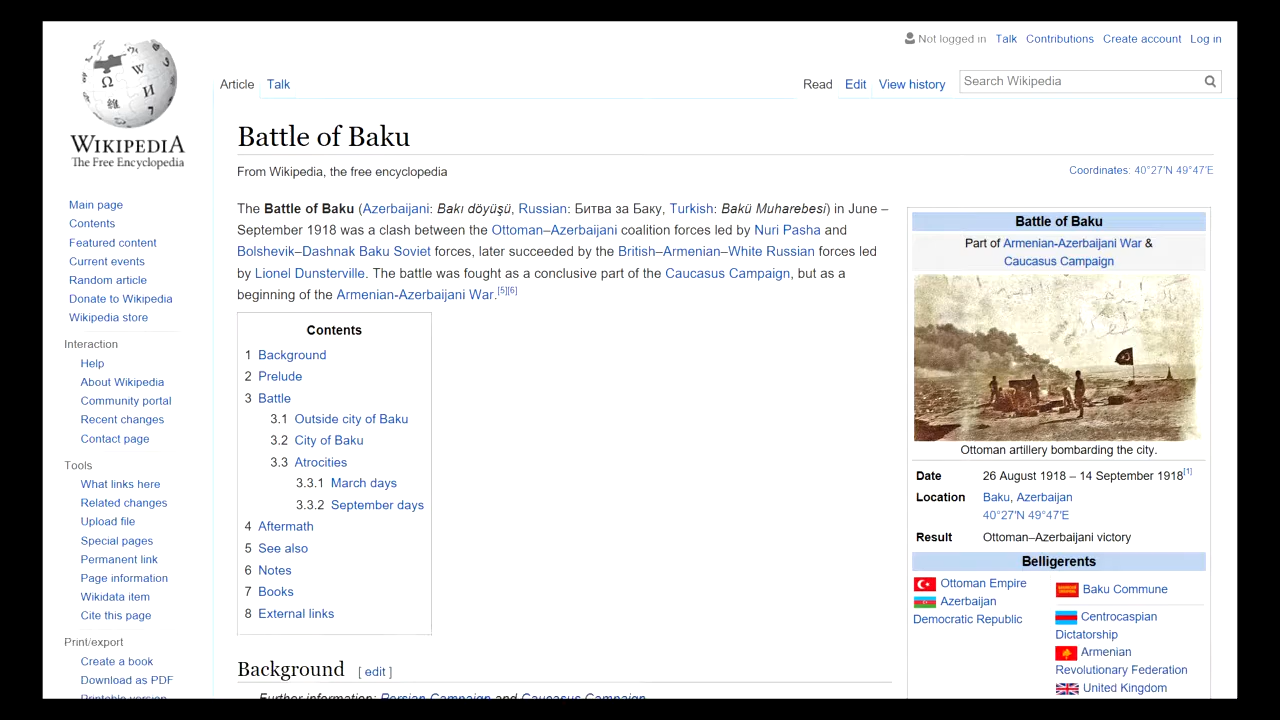 Not logged in Talk Contributions Create account Log in
Article Talk
Read Edit View history Search Wikipedia
WIKIPEDIA
The Free Encyclopedia
Main page
Contents
Featured content
Current events
Random article
Donate to Wikipedia
Wikipedia store
Interaction
Help
About Wikipedia
Community portal
Recent changes
Contact page
Tools
What links here
Related changes
Upload file
Special pages
Permanent link
Page information
Wikidata item
Cite this page
Print/export
Create a book
Download as PDF
Printable version
Battle of Baku
From Wikipedia, the free encyclopedia
Coordinates: 40°27′N 49°47′E
The Battle of Baku (Azerbaijani: Bakı döyüşü, Russian: Битва за Баку, Turkish: Bakü Muharebesi) in June –
September 1918 was a clash between the Ottoman–Azerbaijani coalition forces led by Nuri Pasha and
Bolshevik–Dashnak Baku Soviet forces, later succeeded by the British–Armenian–White Russian forces led
by Lionel Dunsterville. The battle was fought as a conclusive part of the Caucasus Campaign, but as a
beginning of the Armenian-Azerbaijani War.[5][6]
Contents
1 Background
2 Prelude
3 Battle
3.1 Outside city of Baku
3.2 City of Baku
3.3 Atrocities
3.3.1 March days
3.3.2 September days
4 Aftermath
5 See also
6 Notes
7 Books
8 External links
Background [ edit ]
Further information: Persian Campaign and Caucasus Campaign
Battle of Baku
Part of Armenian-Azerbaijani War &
Caucasus Campaign
Ottoman artillery bombarding the city.
Date 26 August 1918 – 14 September 1918[1]
Location Baku, Azerbaijan
40°27′N 49°47′E
Result Ottoman–Azerbaijani victory
Belligerents
Ottoman Empire
Azerbaijan
Democratic Republic
Baku Commune
Centrocaspian
Dictatorship
Armenian
Revolutionary Federation
United Kingdom